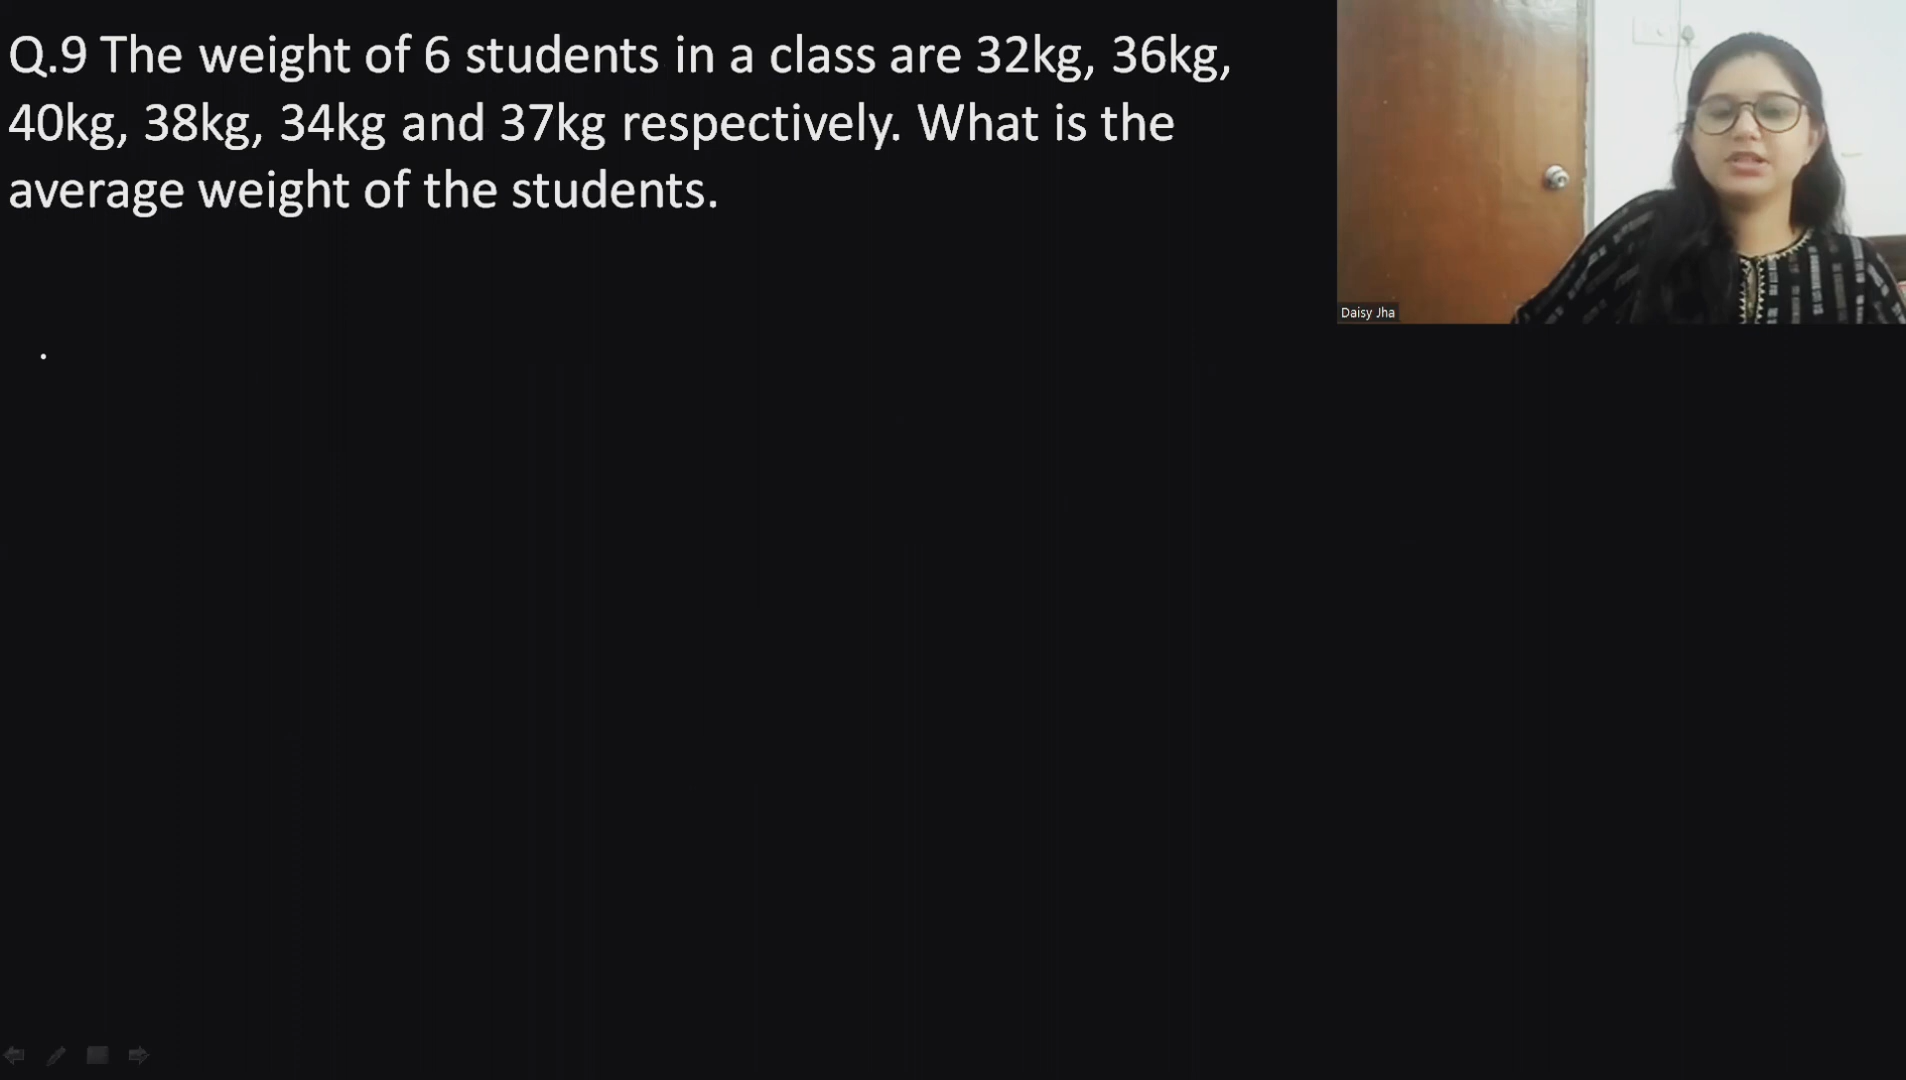 Q.9 The weight of 6 students in a class are 32kg, 36kg,
40kg, 38kg, 34kg and 37kg respectively. What is the
average weight of the students.
Daisy Jha